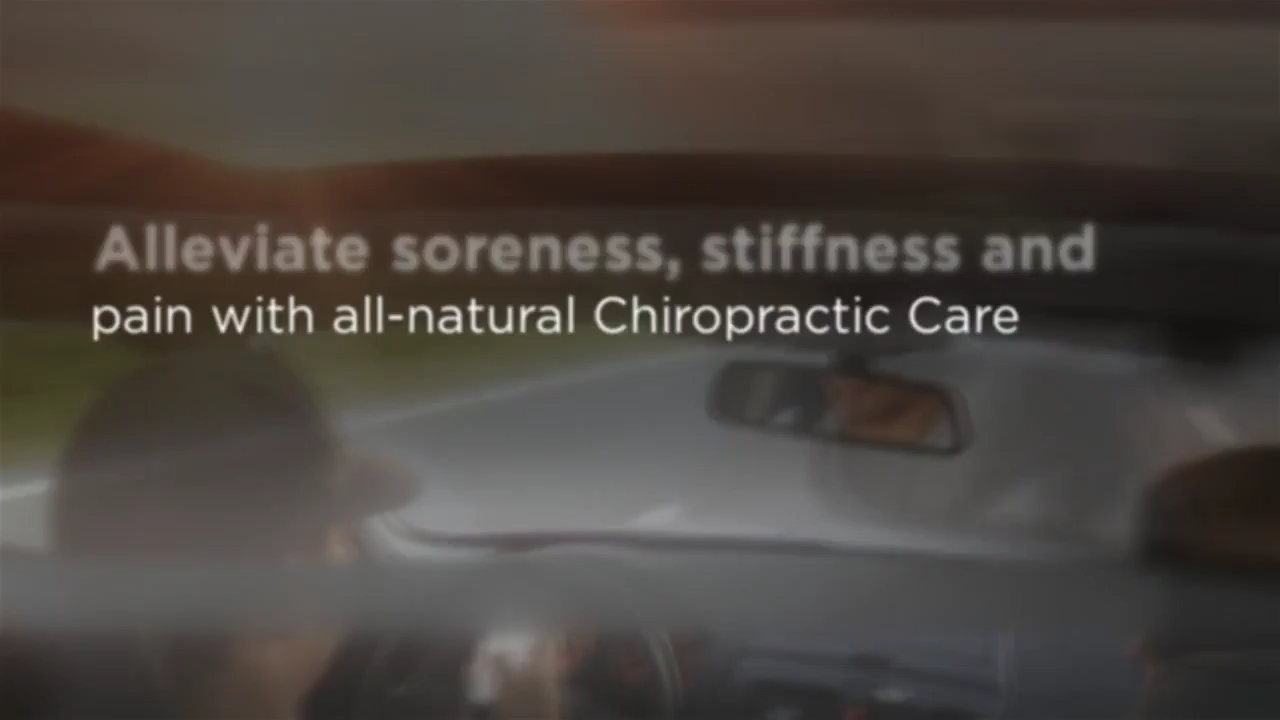 Alleviate soreness, stiffness and
pain with all-natural Chiropractic Care